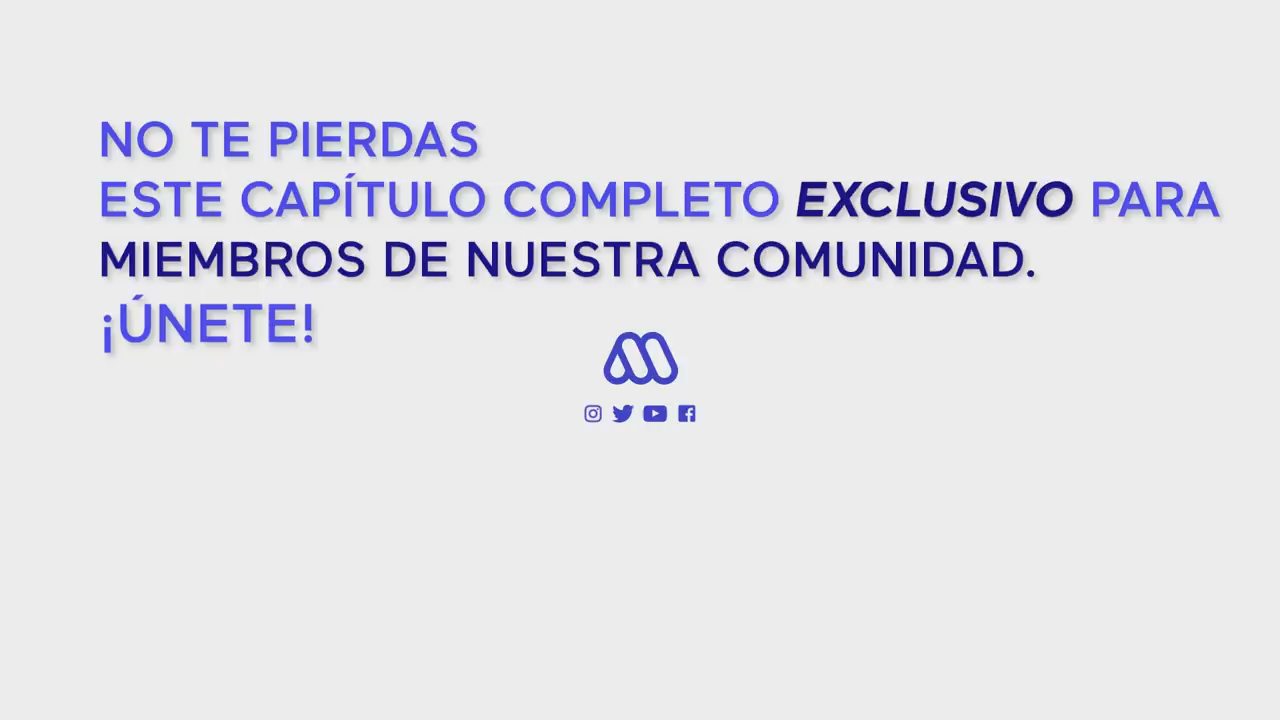 NO TE PIERDAS
ESTE CAPÍTULO COMPLETO EXCLUSIVO PARA
MIEMBROS DE NUESTRA COMUNIDAD.
¡ÚNETE!